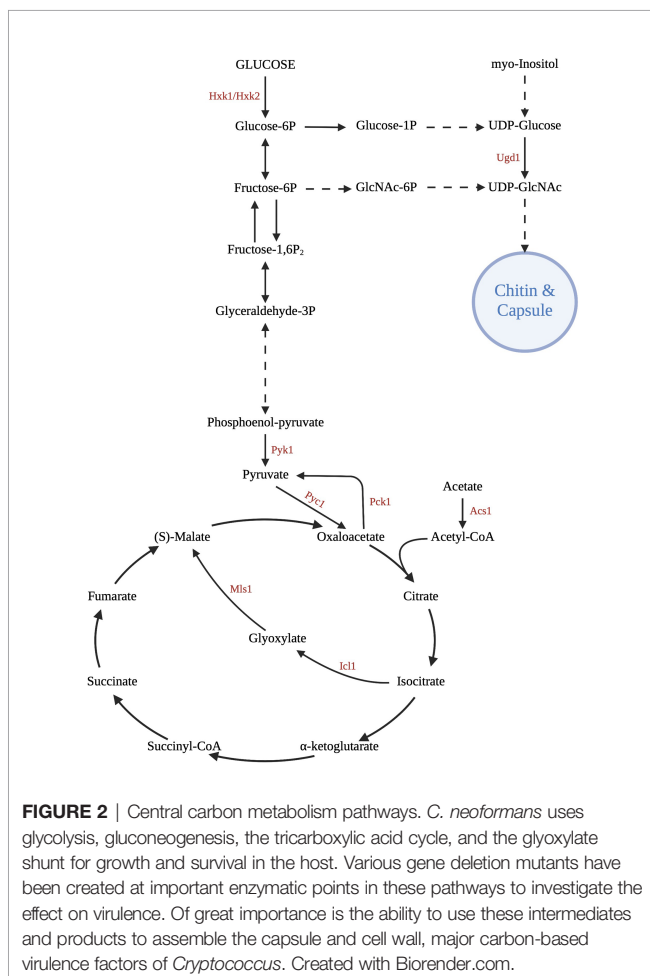 GLUCOSE
myo-Inositol
Hxk1/Hxk2
Glucose-6P
Glucose-1P
UDP-Glucose
Ugd1
Fructose-6P
GlcNAc-6P
UDP-GlcNAc
Fructose-1,6P₂
Chitin &
Capsule
Glyceraldehyde-3P
Phosphoenol-pyruvate
Pyk1
Pyruvate
Acetate
Pyc1
Pck1
Acs1
(S)-Malate
Oxaloacetate
Acetyl-CoA
Mls1
Fumarate
Citrate
Glyoxylate
Icl1
Succinate
Isocitrate
Succinyl-CoA
α-ketoglutarate
FIGURE 2 | Central carbon metabolism pathways. C. neoformans uses
glycolysis, gluconeogenesis, the tricarboxylic acid cycle, and the glyoxylate
shunt for growth and survival in the host. Various gene deletion mutants have
been created at important enzymatic points in these pathways to investigate the
effect on virulence. Of great importance is the ability to use these intermediates
and products to assemble the capsule and cell wall, major carbon-based
virulence factors of Cryptococcus. Created with Biorender.com.